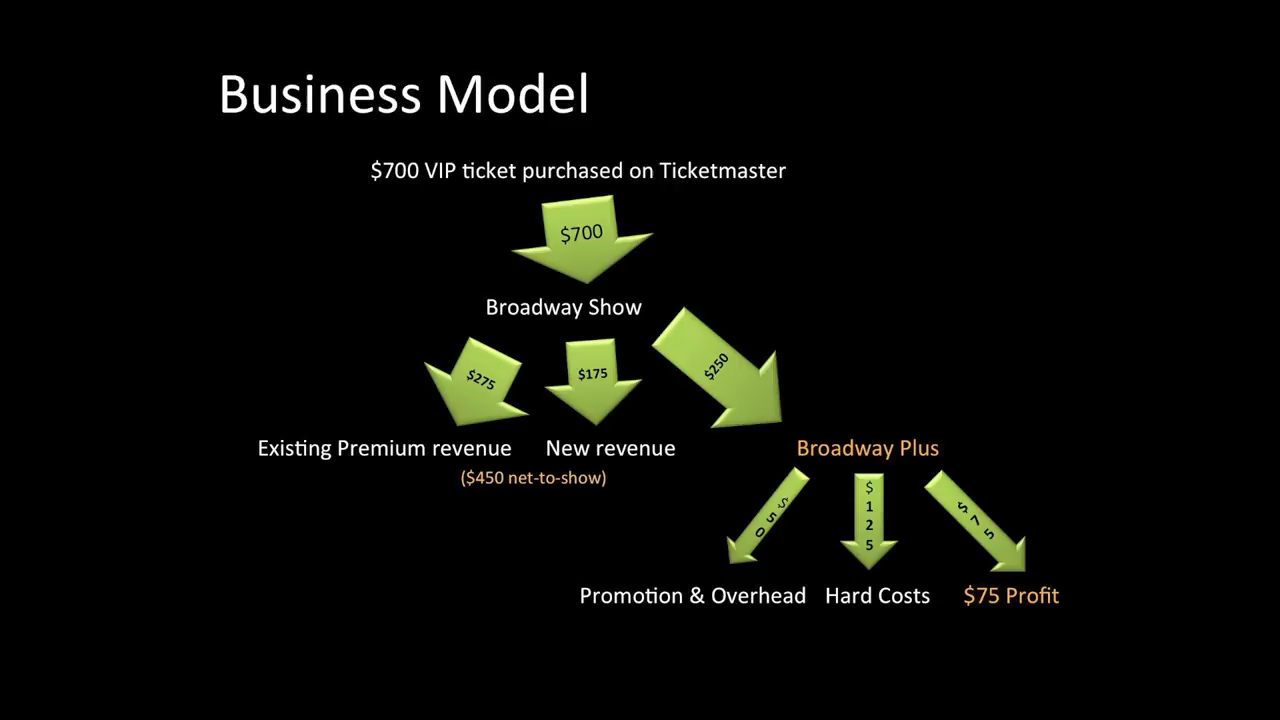 Business Model
$700 VIP ticket purchased on Ticketmaster
$700
Broadway Show
$275 $175 $250
Existing Premium revenue New revenue Broadway Plus
($450 net-to-show)
$50 $125 $75
Promotion & Overhead Hard Costs $75 Profit